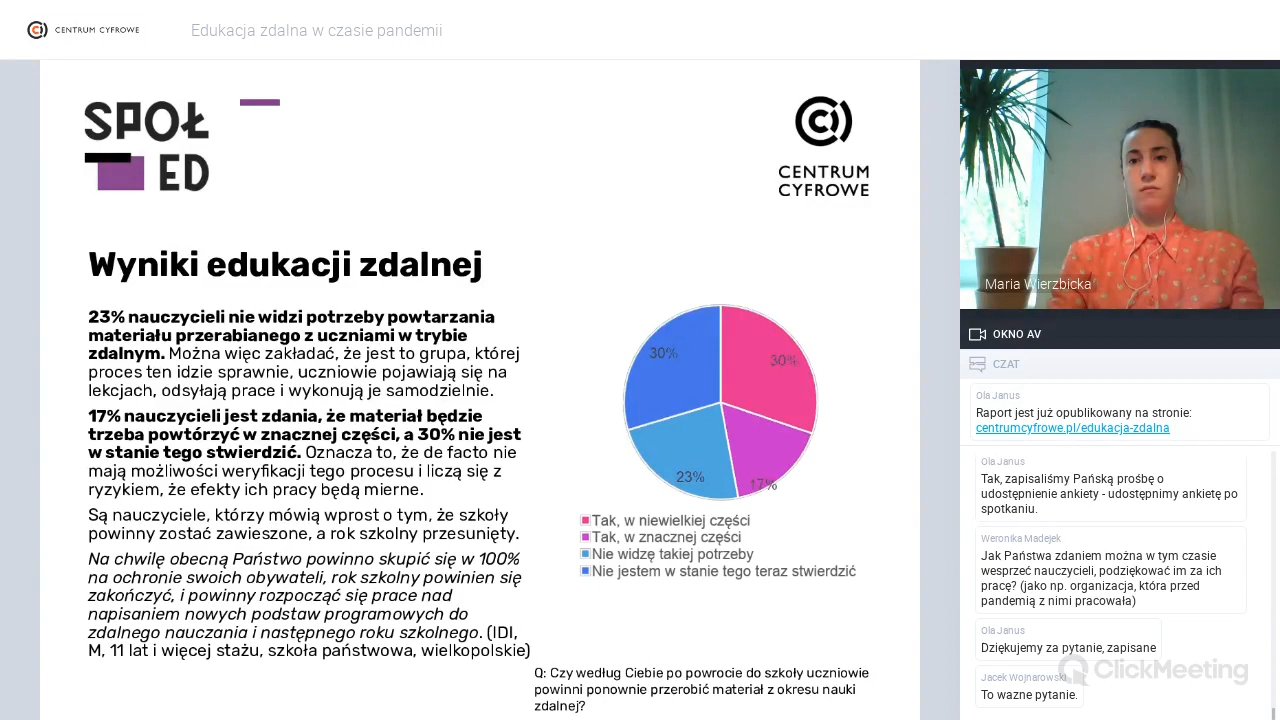 CENTRUM CYFROWE
Edukacja zdalna w czasie pandemii
SPOŁ
ED
CENTRUM
CYFROWE
Wyniki edukacji zdalnej
23% nauczycieli nie widzi potrzeby powtarzania
materiału przerabianego z uczniami w trybie
zdalnym. Można więc zakładać, że jest to grupa, której
proces ten idzie sprawnie, uczniowie pojawiają się na
lekcjach, odsyłają prace i wykonują je samodzielnie.
17% nauczycieli jest zdania, że materiał będzie
trzeba powtórzyć w znacznej części, a 30% nie jest
w stanie tego stwierdzić. Oznacza to, że de facto nie
mają możliwości weryfikacji tego procesu i liczą się z
ryzykiem, że efekty ich pracy będą mierne.
Są nauczyciele, którzy mówią wprost o tym, że szkoły
powinny zostać zawieszone, a rok szkolny przesunięty.
Na chwilę obecną Państwo powinno skupić się w 100%
na ochronie swoich obywateli, rok szkolny powinien się
zakończyć, i powinny rozpocząć się prace nad
napisaniem nowych podstaw programowych do
zdalnego nauczania i następnego roku szkolnego. (IDI,
M, 11 lat i więcej stażu, szkoła państwowa, wielkopolskie)
30%
30%
23%
17%
Tak, w niewielkiej części
Tak, w znacznej części
Nie widzę takiej potrzeby
Nie jestem w stanie tego teraz stwierdzić
Q: Czy według Ciebie po powrocie do szkoły uczniowie
powinni ponownie przerobić materiał z okresu nauki
zdalnej?
Maria Wierzbicka
OKNO AV
CZAT
Ola Janus
Raport jest już opublikowany na stronie:
centrumcyfrowe.pl/edukacja-zdalna
Ola Janus
Tak, zapisaliśmy Pańską prośbę o
udostępnienie ankiety - udostępnimy ankietę po
spotkaniu.
Weronika Madejek
Jak Państwa zdaniem można w tym czasie
wesprzeć nauczycieli, podziękować im za ich
pracę? (jako np. organizacja, która przed
pandemią z nimi pracowała)
Ola Janus
Dziękujemy za pytanie, zapisane
ClickMeeting
Jacek Wojnarowski
To wazne pytanie.